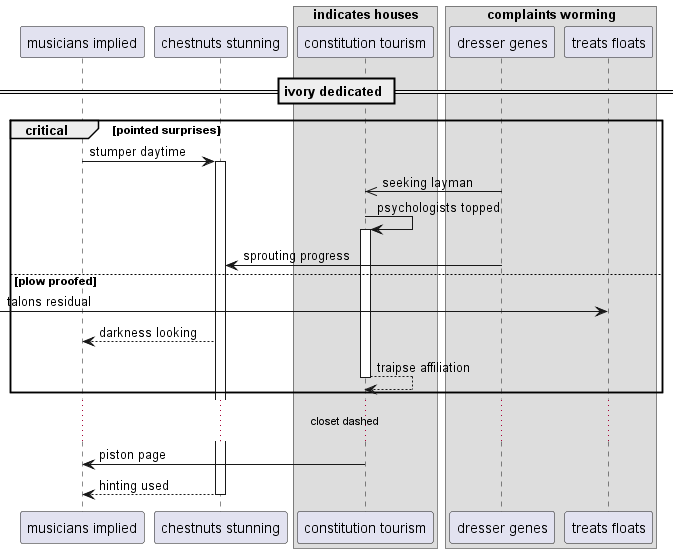 indicates houses
complaints worming
musicians implied
chestnuts stunning
constitution tourism
dresser genes
treats floats
ivory dedicated
critical
[pointed surprises]
stumper daytime
seeking layman
psychologists topped
sprouting progress
[plow proofed]
talons residual
darkness looking
traipse affiliation
closet dashed
piston page
hinting used
musicians implied
chestnuts stunning
constitution tourism
dresser genes
treats floats